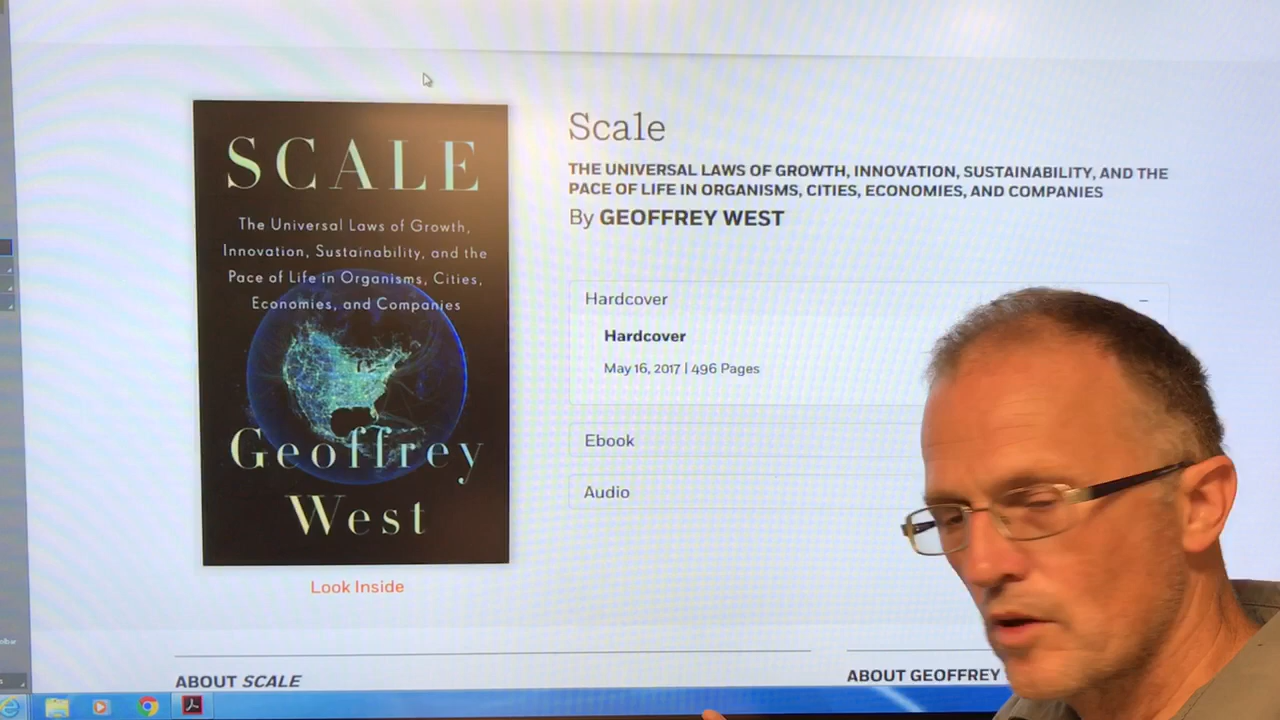 SCALE
The Universal Laws of Growth,
Innovation, Sustainability, and the
Pace of Life in Organisms, Cities,
Economies, and Companies
Geoffrey
West
Look Inside
Scale
THE UNIVERSAL LAWS OF GROWTH, INNOVATION, SUSTAINABILITY, AND THE
PACE OF LIFE IN ORGANISMS, CITIES, ECONOMIES, AND COMPANIES
By GEOFFREY WEST
Hardcover
Hardcover
May 16, 2017 | 496 Pages
Ebook
Audio
ABOUT SCALE
ABOUT GEOFFREY